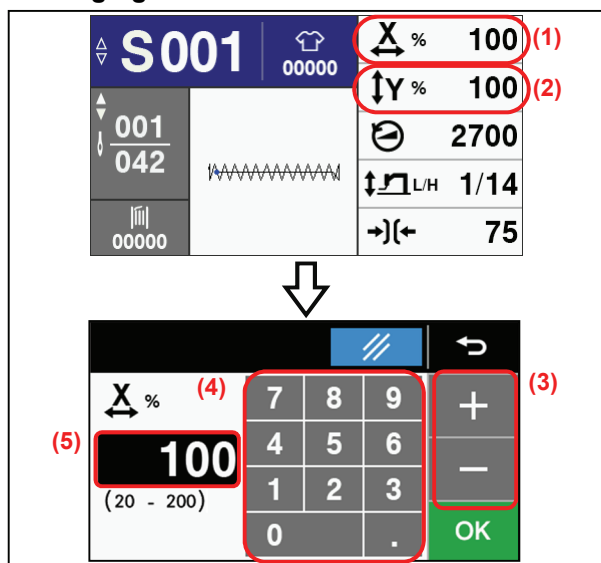 S001
00000
X % 100 (1)
Y % 100 (2)
001
042
2700
L/H 1/14
00000
75
X %
(4)
(3)
(5)
100
(20 - 200)
7 8 9
4 5 6
1 2 3
0 .
+
−
OK